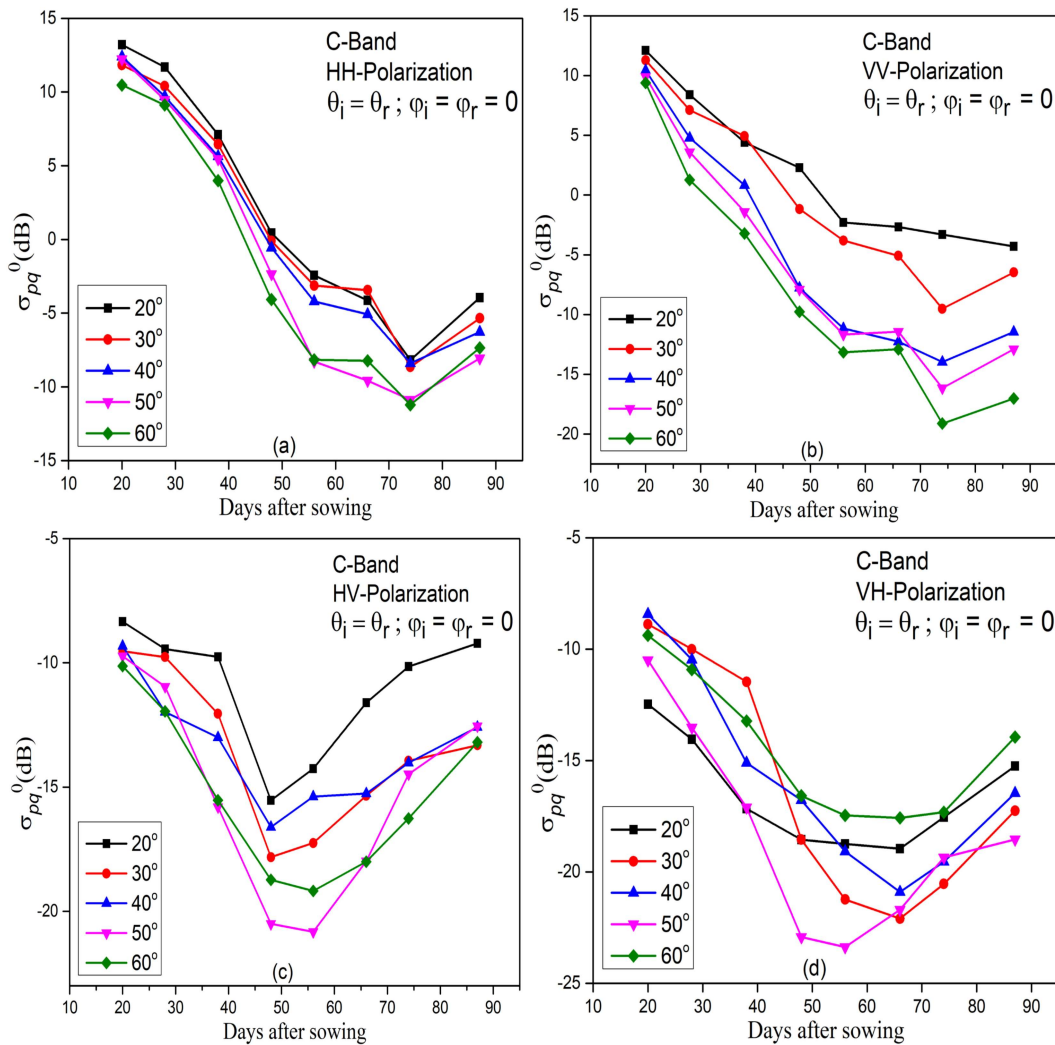 C-Band
HH-Polarization
θi = θr ; φi = φr = 0
σpq⁰(dB)
15
10
5
0
-5
-10
-15
20°
30°
40°
50°
60°
(a)
10 20 30 40 50 60 70 80 90
Days after sowing
C-Band
VV-Polarization
θi = θr ; φi = φr = 0
σpq⁰(dB)
15
10
5
0
-5
-10
-15
-20
20°
30°
40°
50°
60°
(b)
10 20 30 40 50 60 70 80 90
Days after sowing
C-Band
HV-Polarization
θi = θr ; φi = φr = 0
σpq⁰(dB)
-5
-10
-15
-20
20°
30°
40°
50°
60°
(c)
10 20 30 40 50 60 70 80 90
Days after sowing
C-Band
VH-Polarization
θi = θr ; φi = φr = 0
σpq⁰(dB)
-5
-10
-15
-20
-25
20°
30°
40°
50°
60°
(d)
10 20 30 40 50 60 70 80 90
Days after sowing